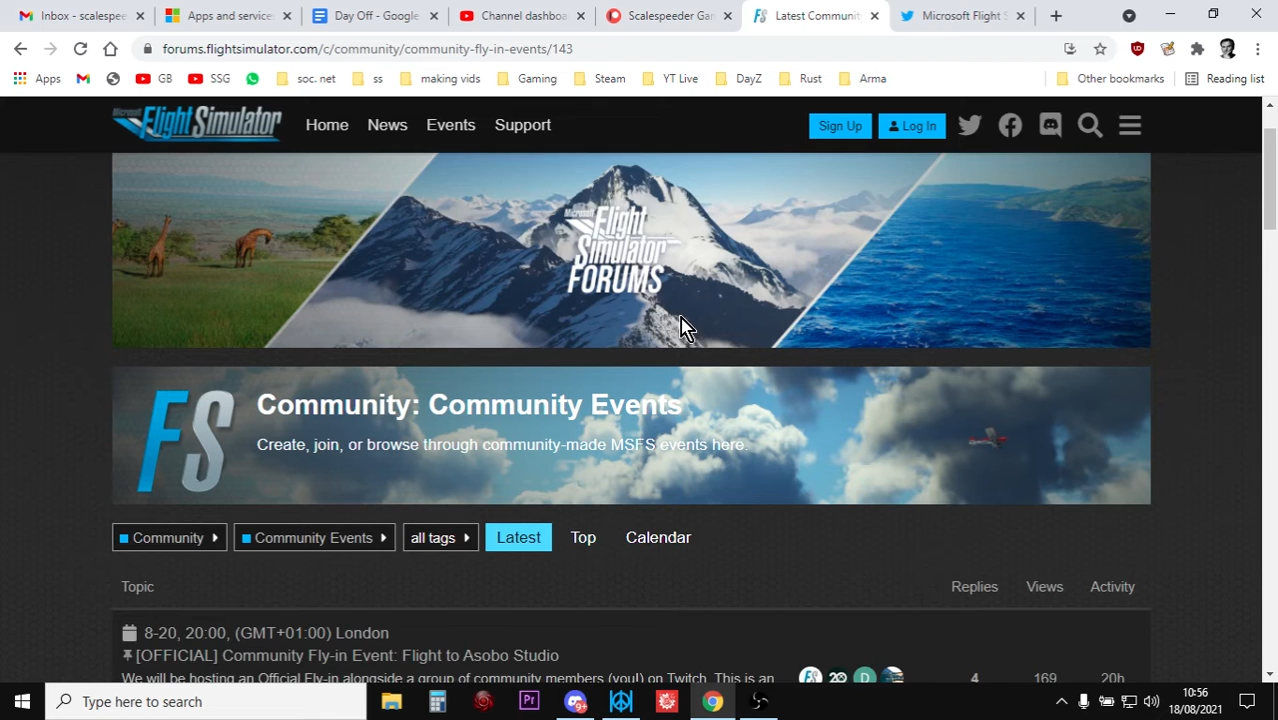 Inbox - scalespee
Apps and service
Day Off - Google
Channel dashboa
Scalespeeder Gam
Latest Communit
Microsoft Flight S
forums.flightsimulator.com/c/community/community-fly-in-events/143
Apps
GB
SSG
soc. net
ss
making vids
Gaming
Steam
YT Live
DayZ
Rust
Arma
Other bookmarks
Reading list
Microsoft Flight Simulator
Home
News
Events
Support
Sign Up
Log In
Microsoft
Flight
Simulator
FORUMS
FS
Community: Community Events
Create, join, or browse through community-made MSFS events here.
Community
Community Events
all tags
Latest
Top
Calendar
Topic
Replies
Views
Activity
8-20, 20:00, (GMT+01:00) London
[OFFICIAL] Community Fly-in Event: Flight to Asobo Studio
We will be hosting an Official Fly-in alongside a group of community members (you!) on Twitch. This is an
4
169
20h
Type here to search
Pr
9+
10:56
18/08/2021